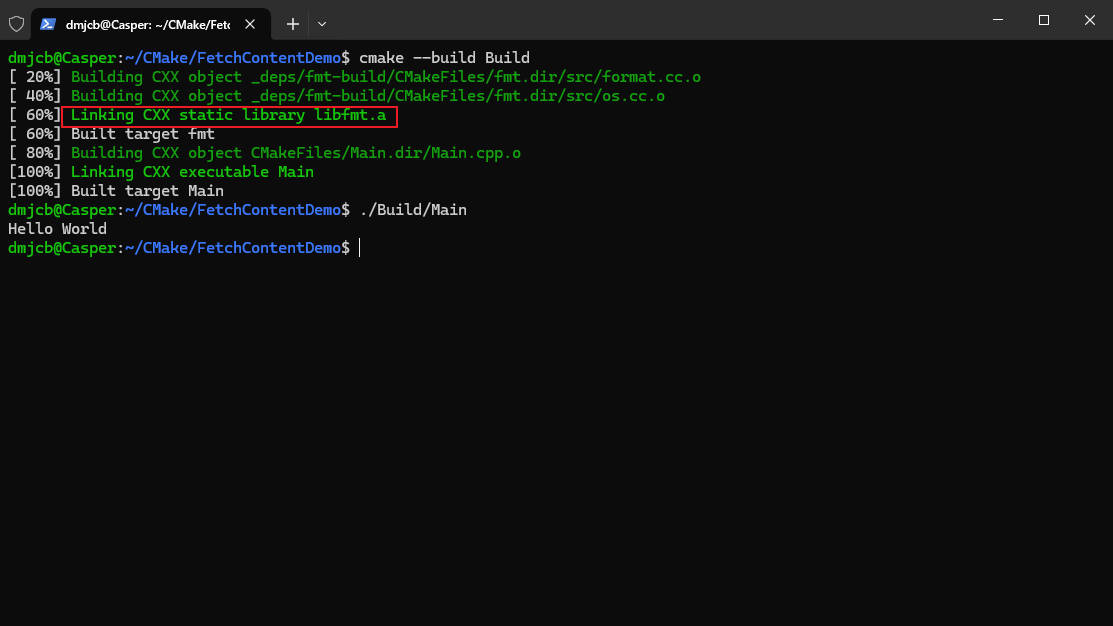 dmjcb@Casper: ~/CMake/Fetc
dmjcb@Casper:~/CMake/FetchContentDemo$ cmake --build Build
[ 20%] Building CXX object _deps/fmt-build/CMakeFiles/fmt.dir/src/format.cc.o
[ 40%] Building CXX object _deps/fmt-build/CMakeFiles/fmt.dir/src/os.cc.o
[ 60%] Linking CXX static library libfmt.a
[ 60%] Built target fmt
[ 80%] Building CXX object CMakeFiles/Main.dir/Main.cpp.o
[100%] Linking CXX executable Main
[100%] Built target Main
dmjcb@Casper:~/CMake/FetchContentDemo$ ./Build/Main
Hello World
dmjcb@Casper:~/CMake/FetchContentDemo$